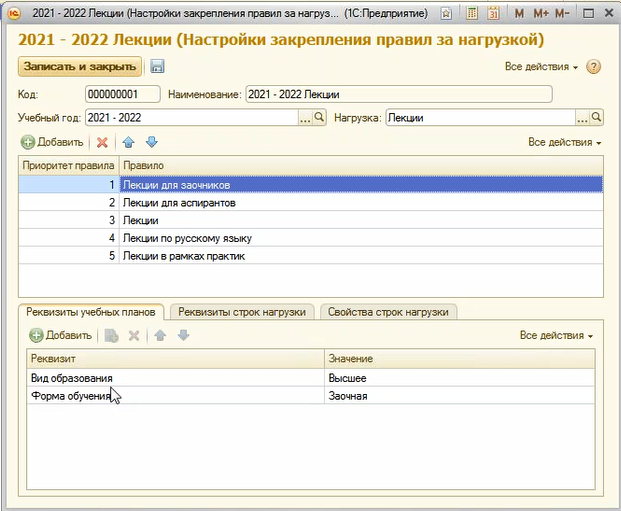 2021 - 2022 Лекции (Настройки закрепления правил за нагруз... (1С:Предприятие)
M M+ M-
2021 - 2022 Лекции (Настройки закрепления правил за нагрузкой)
Записать и закрыть Все действия
Код: 000000001 Наименование: 2021 - 2022 Лекции
Учебный год: 2021 - 2022 ... Нагрузка: Лекции ...
Добавить Все действия
Приоритет правила Правило
1 Лекции для заочников
2 Лекции для аспирантов
3 Лекции
4 Лекции по русскому языку
5 Лекции в рамках практик
Реквизиты учебных планов Реквизиты строк нагрузки Свойства строк нагрузки
Добавить Все действия
Реквизит Значение
Вид образования Высшее
Форма обучения Заочная